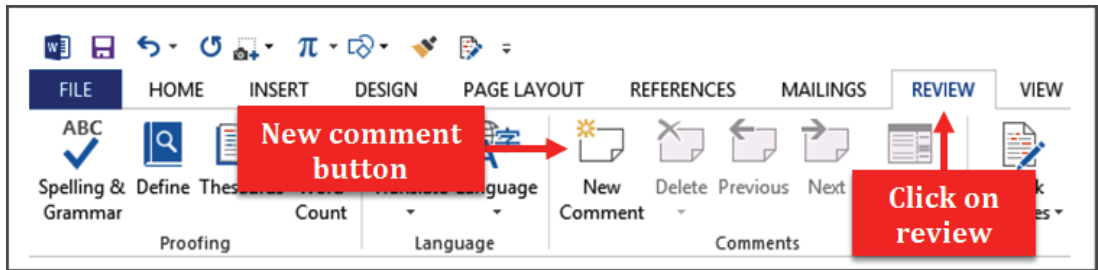 FILE HOME INSERT DESIGN PAGE LAYOUT REFERENCES MAILINGS REVIEW VIEW
ABC
New comment
button
Spelling &
Grammar
Define
Count
Language
New
Comment
Delete
Previous
Next
Click on
review
Proofing
Language
Comments